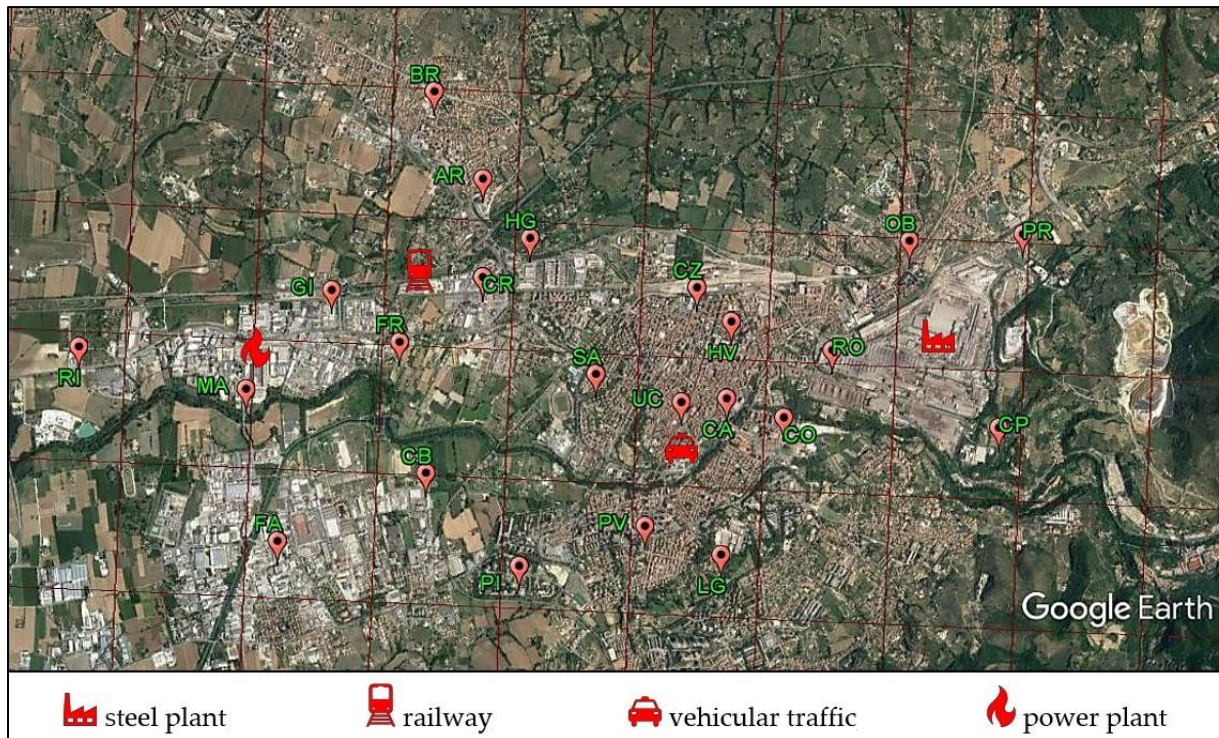 BR
AR
HG
OB
PR
GI
CR
CZ
RI
FR
HV
RO
MA
SA
UC
CA
CO
CP
CB
FA
PV
PI
LG
Google Earth
steel plant
railway
vehicular traffic
power plant